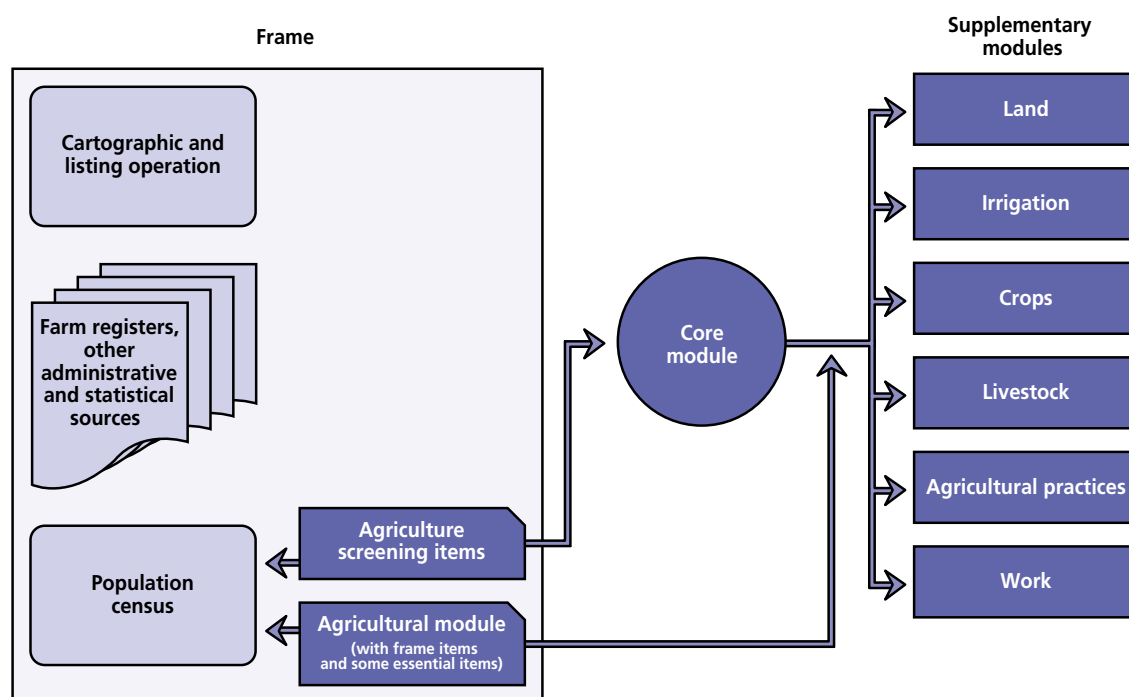 Frame
Supplementary
modules
Cartographic and
listing operation
Farm registers,
other
administrative
and statistical
sources
Population
census
Agriculture
screening items
Agricultural module
(with frame items
and some essential items)
Core
module
Land
Irrigation
Crops
Livestock
Agricultural practices
Work